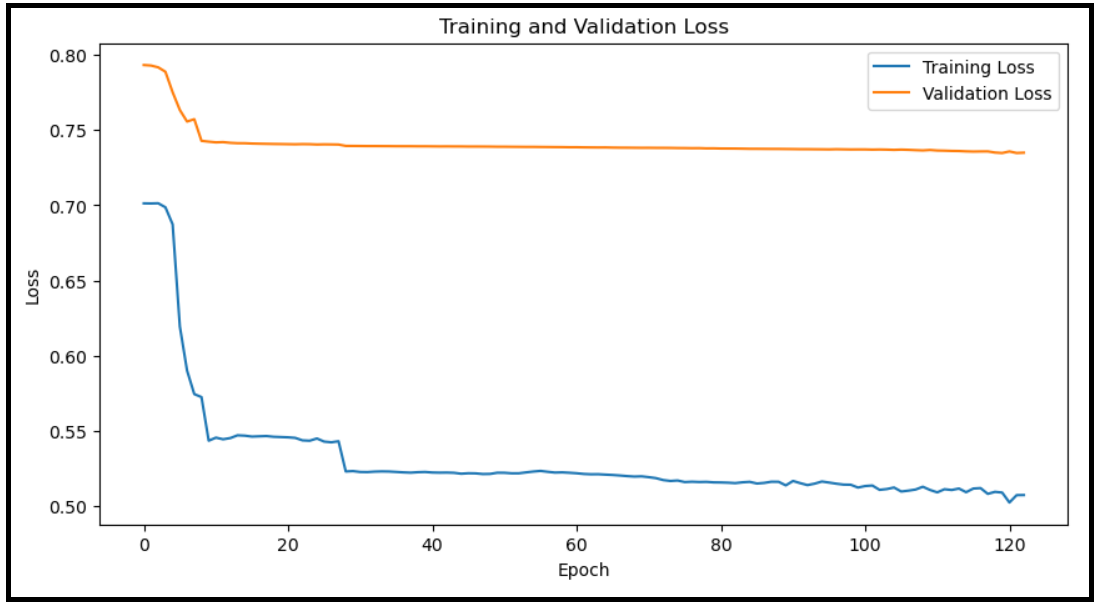 Training and Validation Loss
Training Loss
Validation Loss
0.80
0.75
0.70
0.65
0.60
0.55
0.50
Loss
0 20 40 60 80 100 120
Epoch